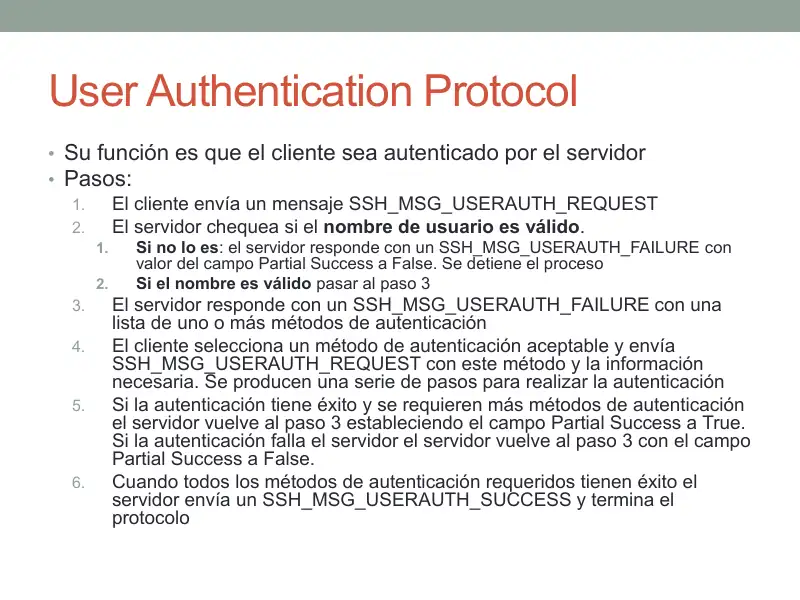 User Authentication Protocol
• Su función es que el cliente sea autenticado por el servidor
• Pasos:
1. El cliente envía un mensaje SSH_MSG_USERAUTH_REQUEST
2. El servidor chequea si el nombre de usuario es válido.
1. Si no lo es: el servidor responde con un SSH_MSG_USERAUTH_FAILURE con
valor del campo Partial Success a False. Se detiene el proceso
2. Si el nombre es válido pasar al paso 3
3. El servidor responde con un SSH_MSG_USERAUTH_FAILURE con una
lista de uno o más métodos de autenticación
4. El cliente selecciona un método de autenticación aceptable y envía
SSH_MSG_USERAUTH_REQUEST con este método y la información
necesaria. Se producen una serie de pasos para realizar la autenticación
5. Si la autenticación tiene éxito y se requieren más métodos de autenticación
el servidor vuelve al paso 3 estableciendo el campo Partial Success a True.
Si la autenticación falla el servidor el servidor vuelve al paso 3 con el campo
Partial Success a False.
6. Cuando todos los métodos de autenticación requeridos tienen éxito el
servidor envía un SSH_MSG_USERAUTH_SUCCESS y termina el
protocolo